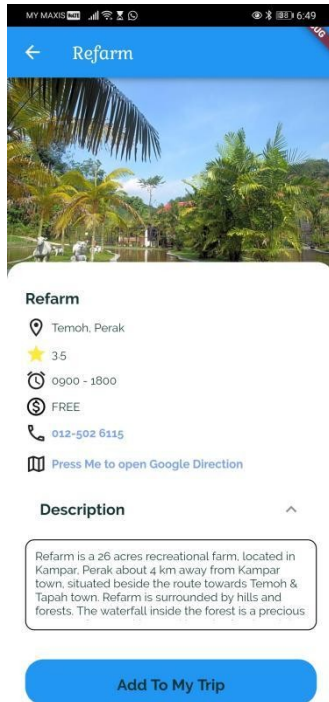 MY MAXIS 6:49
Refarm
Refarm
Temoh, Perak
3.5
0900 - 1800
FREE
012-502 6115
Press Me to open Google Direction
Description
Refarm is a 26 acres recreational farm, located in
Kampar, Perak about 4 km away from Kampar
town, situated beside the route towards Temoh &
Tapah town. Refarm is surrounded by hills and
forests. The waterfall inside the forest is a precious
Add To My Trip